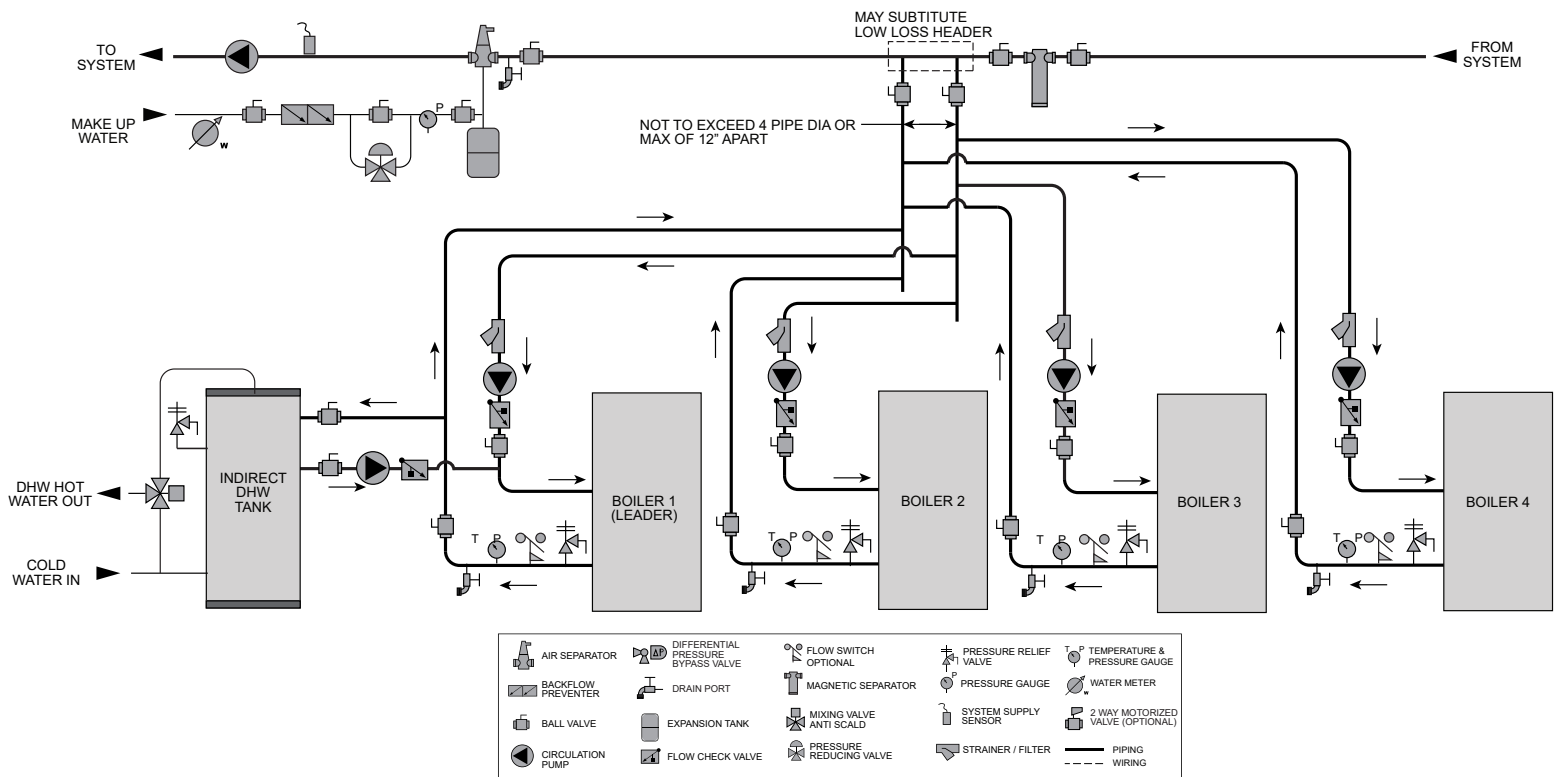 MAY SUBTITUTE
LOW LOSS HEADER
TO
SYSTEM
FROM
SYSTEM
MAKE UP
WATER
W
P
NOT TO EXCEED 4 PIPE DIA OR
MAX OF 12" APART
INDIRECT
DHW
TANK
DHW HOT
WATER OUT
COLD
WATER IN
BOILER 1
(LEADER)
BOILER 2
BOILER 3
BOILER 4
T P
T P
T P
T P
AIR SEPARATOR
DIFFERENTIAL
PRESSURE
BYPASS VALVE
ΔP
FLOW SWITCH
OPTIONAL
PRESSURE RELIEF
VALVE
T P
TEMPERATURE &
PRESSURE GAUGE
BACKFLOW
PREVENTER
DRAIN PORT
MAGNETIC SEPARATOR
P
PRESSURE GAUGE
W
WATER METER
BALL VALVE
EXPANSION TANK
MIXING VALVE
ANTI SCALD
SYSTEM SUPPLY
SENSOR
2 WAY MOTORIZED
VALVE (OPTIONAL)
CIRCULATION
PUMP
FLOW CHECK VALVE
PRESSURE
REDUCING VALVE
STRAINER / FILTER
PIPING
WIRING